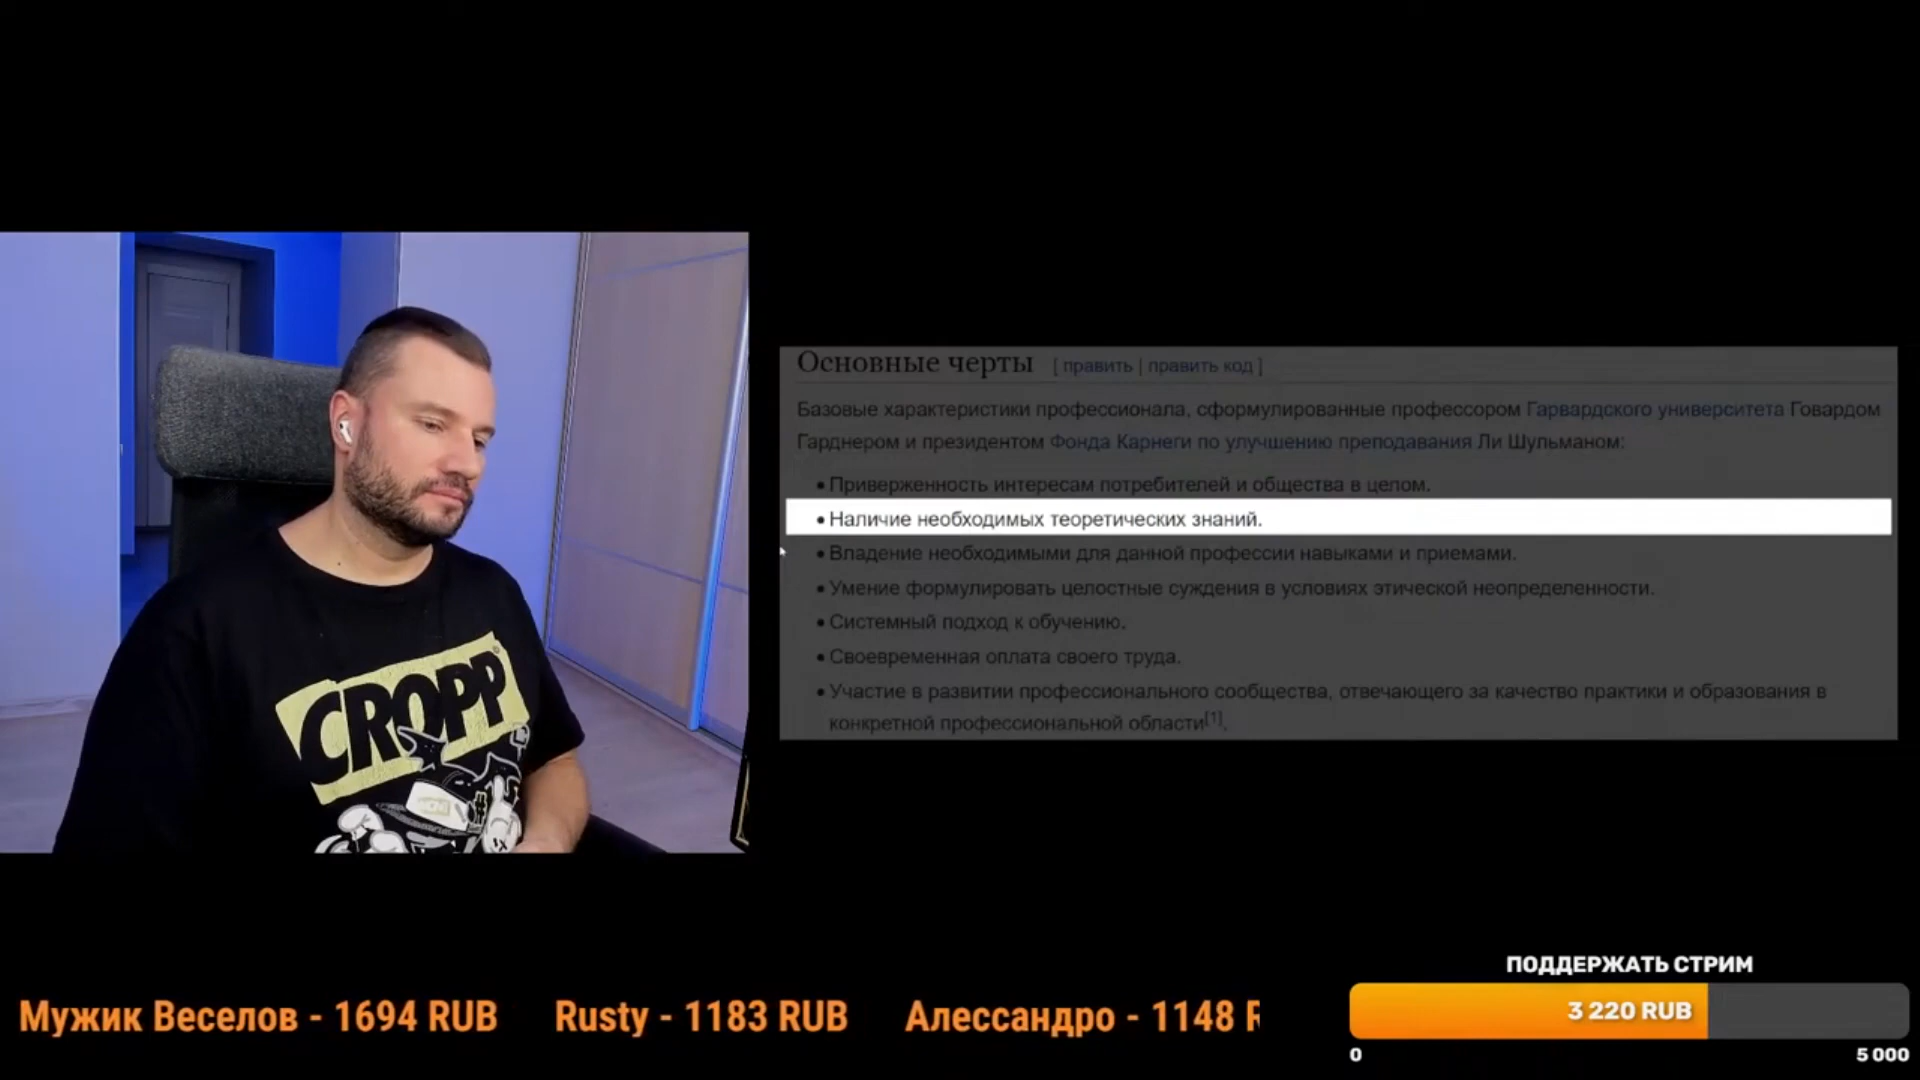 Основные черты [ править | править код ]
Базовые характеристики профессионала, сформулированные профессором Гарвардского университета Говардом
Гарднером и президентом Фонда Карнеги по улучшению преподавания Ли Шульманом:
• Приверженность интересам потребителей и общества в целом.
• Наличие необходимых теоретических знаний.
• Владение необходимыми для данной профессии навыками и приемами.
• Умение формулировать целостные суждения в условиях этической неопределенности.
• Системный подход к обучению.
• Своевременная оплата своего труда.
• Участие в развитии профессионального сообщества, отвечающего за качество практики и образования в
конкретной профессиональной области[1].
CROPP
ПОДДЕРЖАТЬ СТРИМ
Мужик Веселов - 1694 RUB Rusty - 1183 RUB Алессандро - 1148 R
3 220 RUB
0 5 000